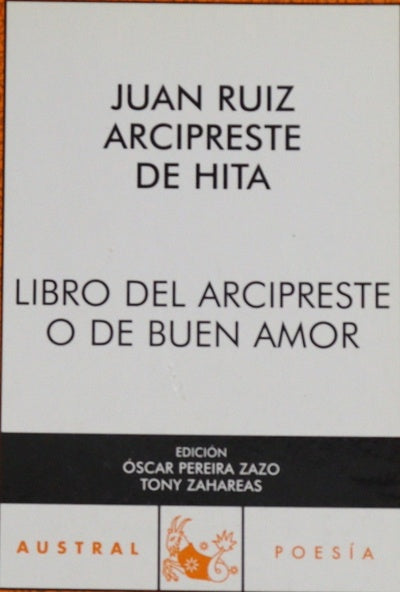 JUAN RUIZ
ARCIPRESTE
DE HITA
LIBRO DEL ARCIPRESTE
O DE BUEN AMOR
EDICIÓN
ÓSCAR PEREIRA ZAZO
TONY ZAHAREAS
AUSTRAL
POESÍA